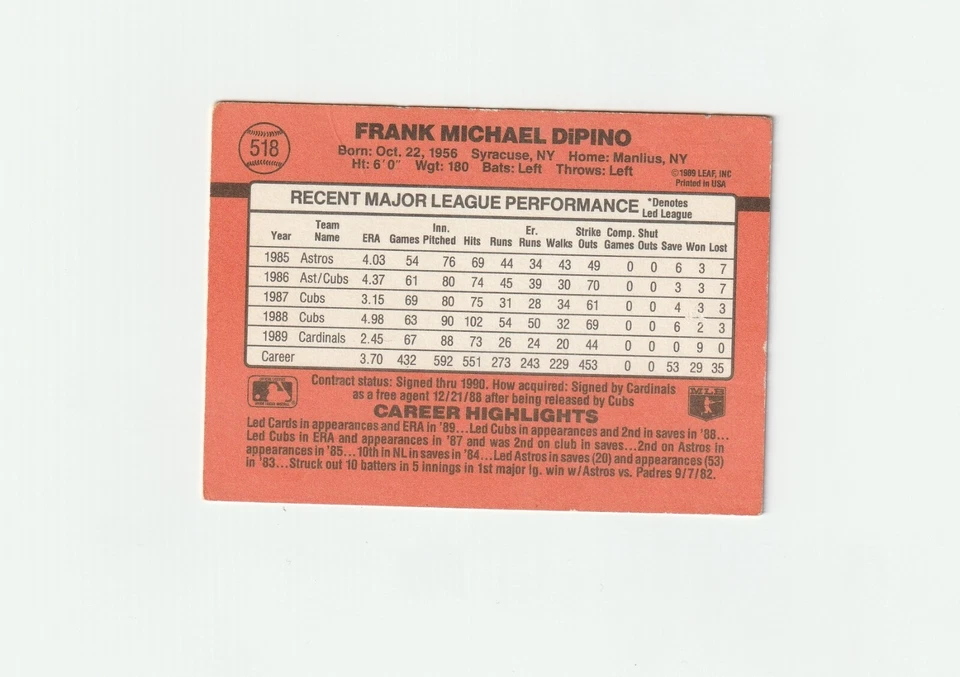 518
FRANK MICHAEL DiPINO
Born: Oct. 22, 1956 Syracuse, NY Home: Manlius, NY
Ht: 6´0˝ Wgt: 180 Bats: Left Throws: Left
©1989 LEAF, INC
Printed in USA
RECENT MAJOR LEAGUE PERFORMANCE
*Denotes
Led League
Year Team Name ERA Games Inn. Pitched Hits Runs Er. Runs Walks Strike Outs Comp. Games Shut Outs Save Won Lost
1985 Astros 4.03 54 76 69 44 34 43 49 0 0 6 3 7
1986 Ast/Cubs 4.37 61 80 74 45 39 30 70 0 0 3 3 7
1987 Cubs 3.15 69 80 75 31 28 34 61 0 0 4 3 3
1988 Cubs 4.98 63 90 102 54 50 32 69 0 0 6 2 3
1989 Cardinals 2.45 67 88 73 26 24 20 44 0 0 0 9 0
Career 3.70 432 592 551 273 243 229 453 0 0 53 29 35
Contract status: Signed thru 1990. How acquired: Signed by Cardinals
as a free agent 12/21/88 after being released by Cubs
MLB
CAREER HIGHLIGHTS
Led Cards in appearances and ERA in '89...Led Cubs in appearances and 2nd in saves in '88...
Led Cubs in ERA and appearances in '87 and was 2nd on club in saves...2nd on Astros in
appearances in '85...10th in NL in saves in '84...Led Astros in saves (20) and appearances (53)
in '83...Struck out 10 batters in 5 innings in 1st major lg. win w/Astros vs. Padres 9/7/82.